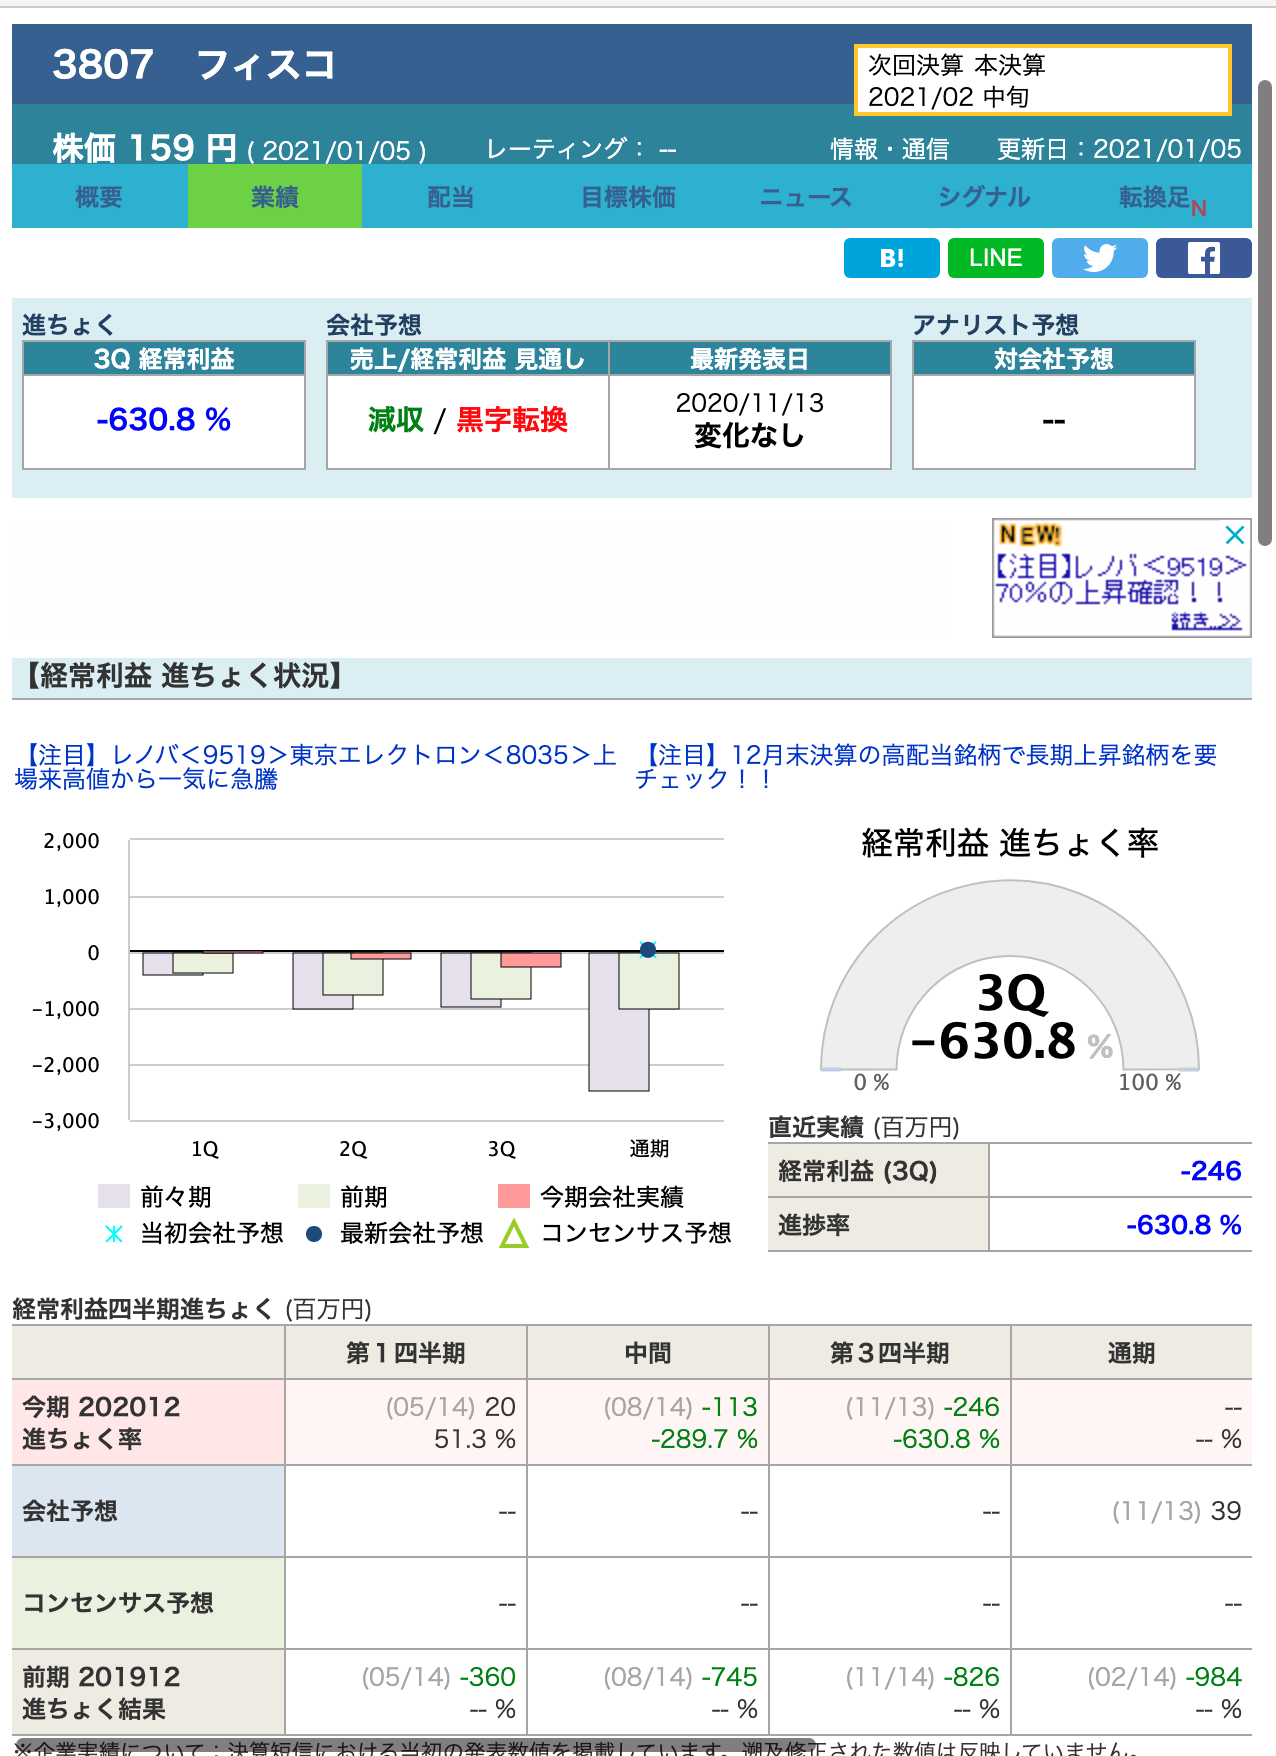 3807 フィスコ
次回決算 本決算
2021/02 中旬
株価 159 円 ( 2021/01/05 ) レーティング： -- 情報・通信 更新日：2021/01/05
概要 業績 配当 目標株価 ニュース シグナル 転換足N
B! LINE
進ちょく 会社予想 アナリスト予想
3Q 経常利益 売上/経常利益 見通し 最新発表日 対会社予想
-630.8 % 減収 / 黒字転換 2020/11/13 --
変化なし
NEW!
【注目】レノバ＜9519＞
70%の上昇確認！！
続き..>>
【経常利益 進ちょく状況】
【注目】レノバ＜9519＞東京エレクトロン＜8035＞上
場来高値から一気に急騰
【注目】12月末決算の高配当銘柄で長期上昇銘柄を要
チェック！！
2,000
1,000
0
−1,000
−2,000
−3,000
1Q 2Q 3Q 通期
前々期 前期 今期会社実績
当初会社予想 最新会社予想 コンセンサス予想
経常利益 進ちょく率
3Q
−630.8 %
0 % 100 %
直近実績 (百万円)
経常利益 (3Q) -246
進捗率 -630.8 %
経常利益四半期進ちょく (百万円)
第１四半期 中間 第３四半期 通期
今期 202012 (05/14) 20 (08/14) -113 (11/13) -246 --
進ちょく率 51.3 % -289.7 % -630.8 % -- %
会社予想 -- -- -- (11/13) 39
コンセンサス予想 -- -- -- --
前期 201912 (05/14) -360 (08/14) -745 (11/14) -826 (02/14) -984
進ちょく結果 -- % -- % -- % -- %
※企業実績について：決算短信における当初の発表数値を掲載しています。遡及修正された数値は反映していません。